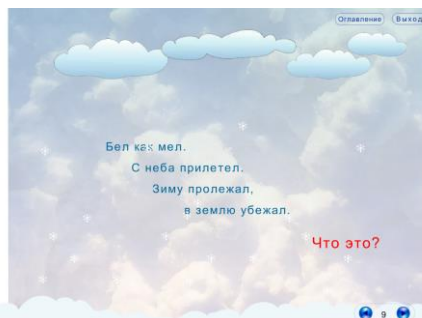 Оглавление
Выход
Бел как мел.
С неба прилетел.
Зиму пролежал,
в землю убежал.
Что это?
9